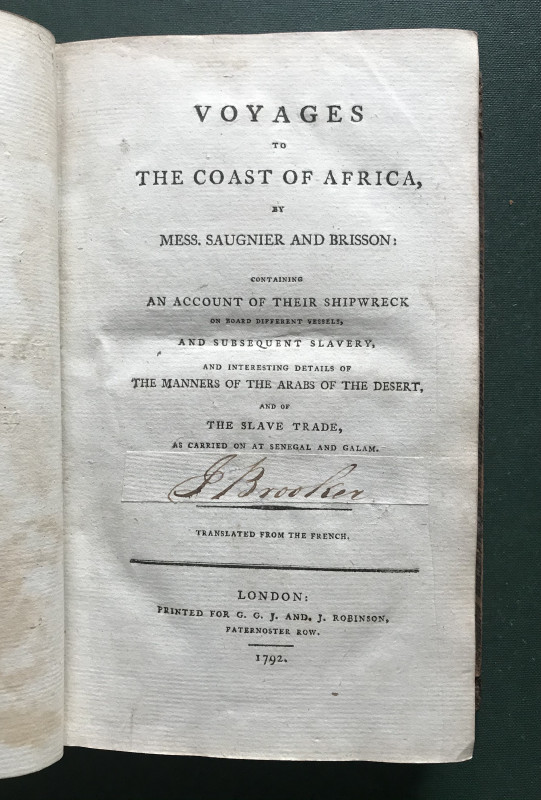 VOYAGES
TO
THE COAST OF AFRICA,
BY
MESS. SAUGNIER AND BRISSON:
CONTAINING
AN ACCOUNT OF THEIR SHIPWRECK
ON BOARD DIFFERENT VESSELS,
AND SUBSEQUENT SLAVERY,
AND INTERESTING DETAILS OF
THE MANNERS OF THE ARABS OF THE DESERT,
AND OF
THE SLAVE TRADE,
AS CARRIED ON AT SENEGAL AND GALAM.
J Brooker
TRANSLATED FROM THE FRENCH.
LONDON:
PRINTED FOR G. G. J. AND. J. ROBINSON,
PATERNOSTER ROW.
1792.